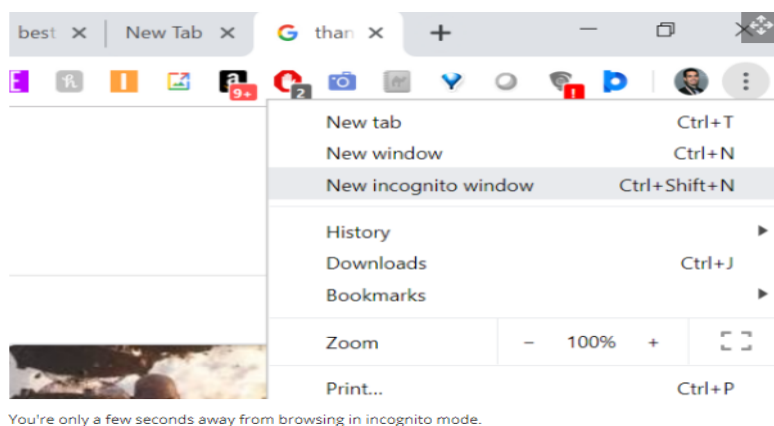 best New Tab than
9+ 2 !
New tab Ctrl+T
New window Ctrl+N
New incognito window Ctrl+Shift+N
History
Downloads Ctrl+J
Bookmarks
Zoom - 100% +
Print... Ctrl+P
You're only a few seconds away from browsing in incognito mode.